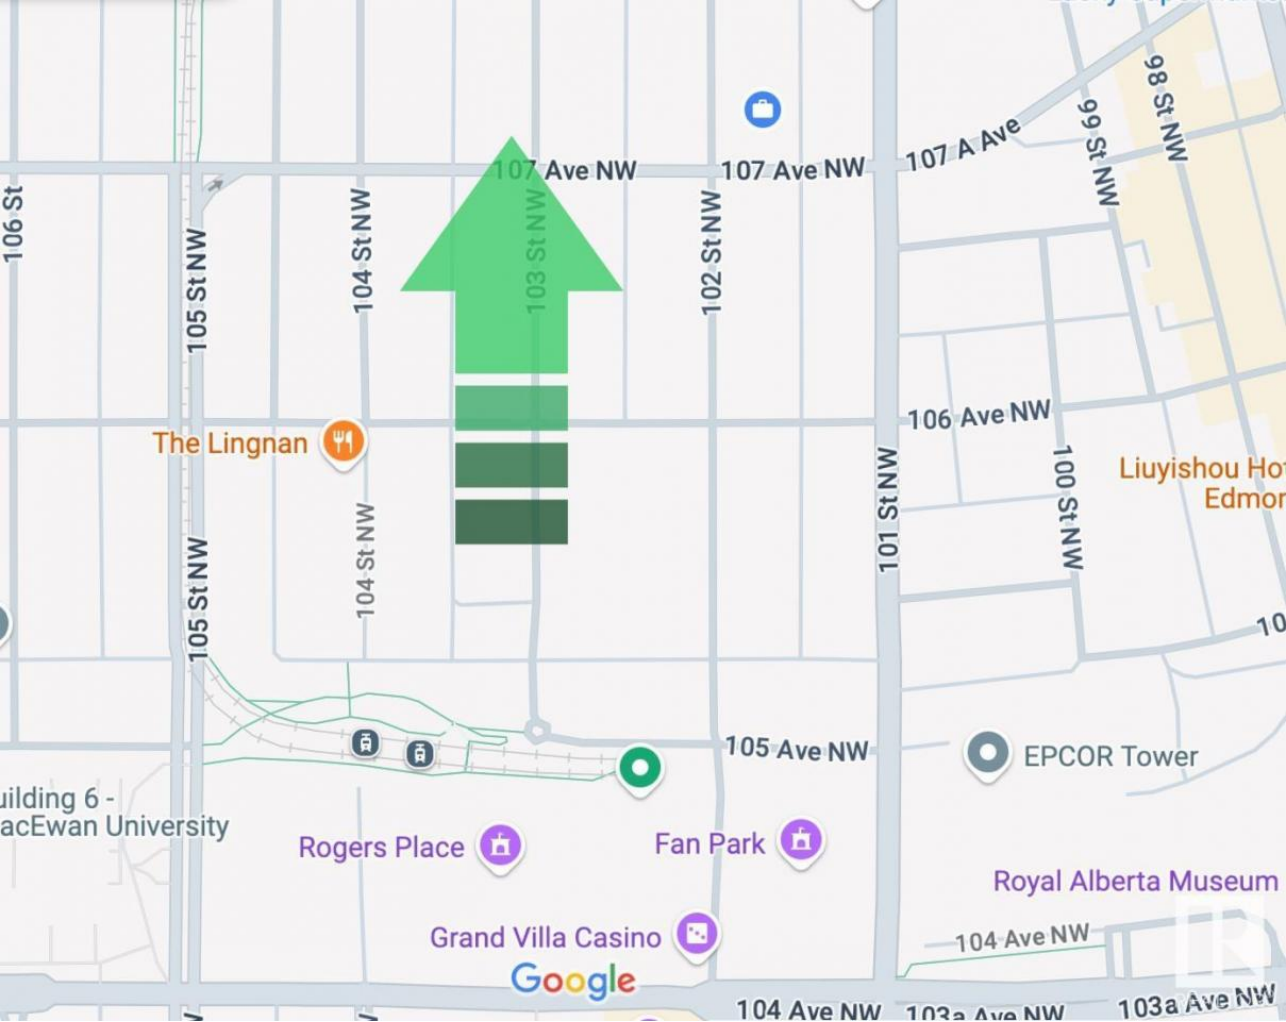 98 St NW
99 St NW
107 A Ave
107 Ave NW
107 Ave NW
106 St
105 St NW
104 St NW
103 St NW
102 St NW
106 Ave NW
The Lingnan
101 St NW
100 St NW
Liuyishou Hot
Edmon
104 St NW
105 St NW
10
105 Ave NW
EPCOR Tower
uilding 6 -
acEwan University
Rogers Place
Fan Park
Royal Alberta Museum
Grand Villa Casino
104 Ave NW
Google
104 Ave NW
103a Ave NW
103a Ave NW